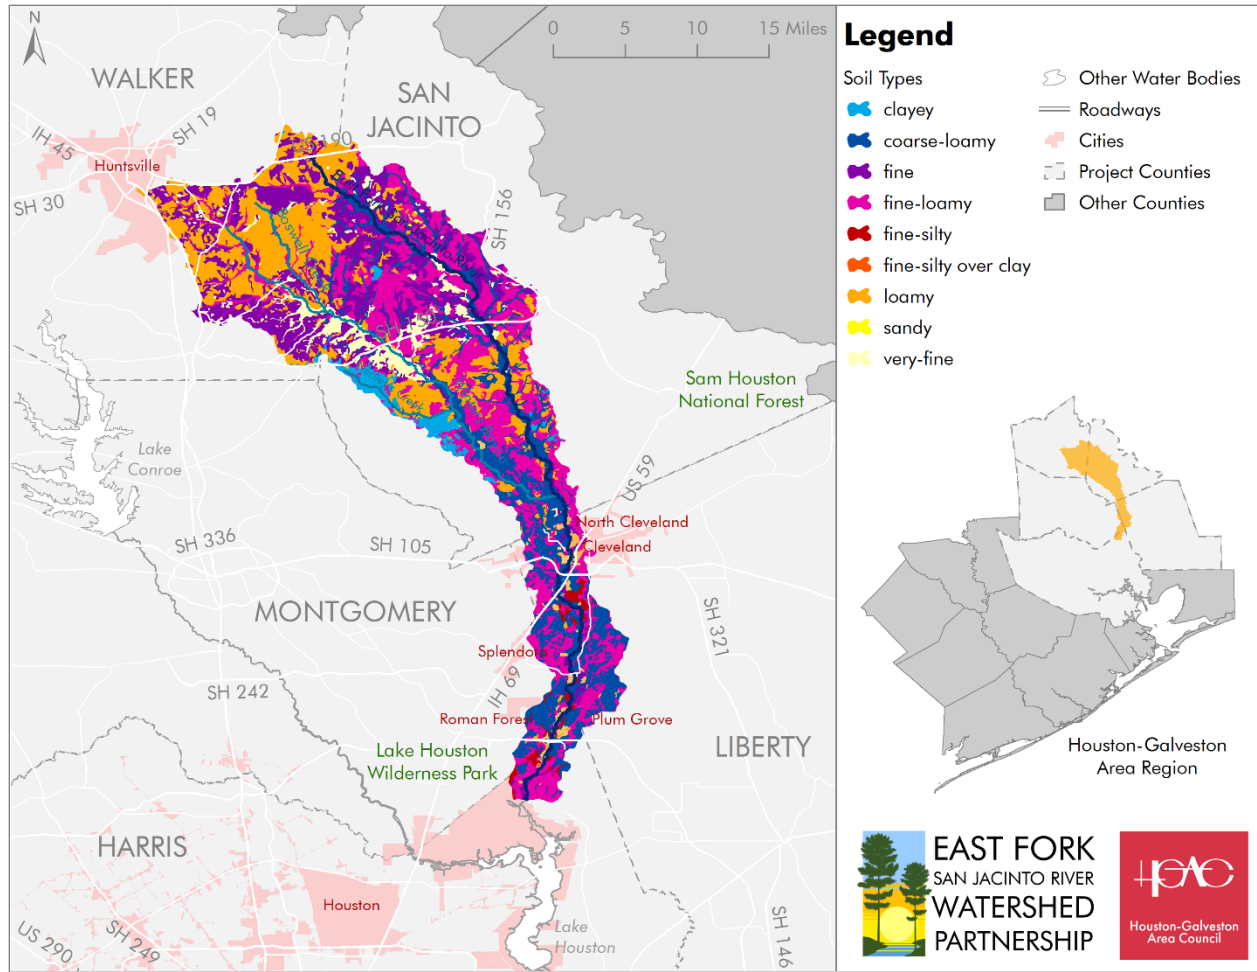 N
0 5 10 15 Miles
WALKER
SAN
JACINTO
SH 19
IH 45
Huntsville
SH 30
190
SH 156
Boswell
Sam Houston
National Forest
Lake
Conroe
US 59
North Cleveland
Cleveland
SH 336
SH 105
MONTGOMERY
SH 321
Splendora
IH 69
SH 242
Roman Forest
Plum Grove
LIBERTY
Lake Houston
Wilderness Park
HARRIS
Houston
Lake
Houston
US 290
SH 249
SH 146
Legend
Soil Types
clayey
coarse-loamy
fine
fine-loamy
fine-silty
fine-silty over clay
loamy
sandy
very-fine
Other Water Bodies
Roadways
Cities
Project Counties
Other Counties
Houston-Galveston
Area Region
EAST FORK
SAN JACINTO RIVER
WATERSHED
PARTNERSHIP
HGAC
Houston-Galveston
Area Council